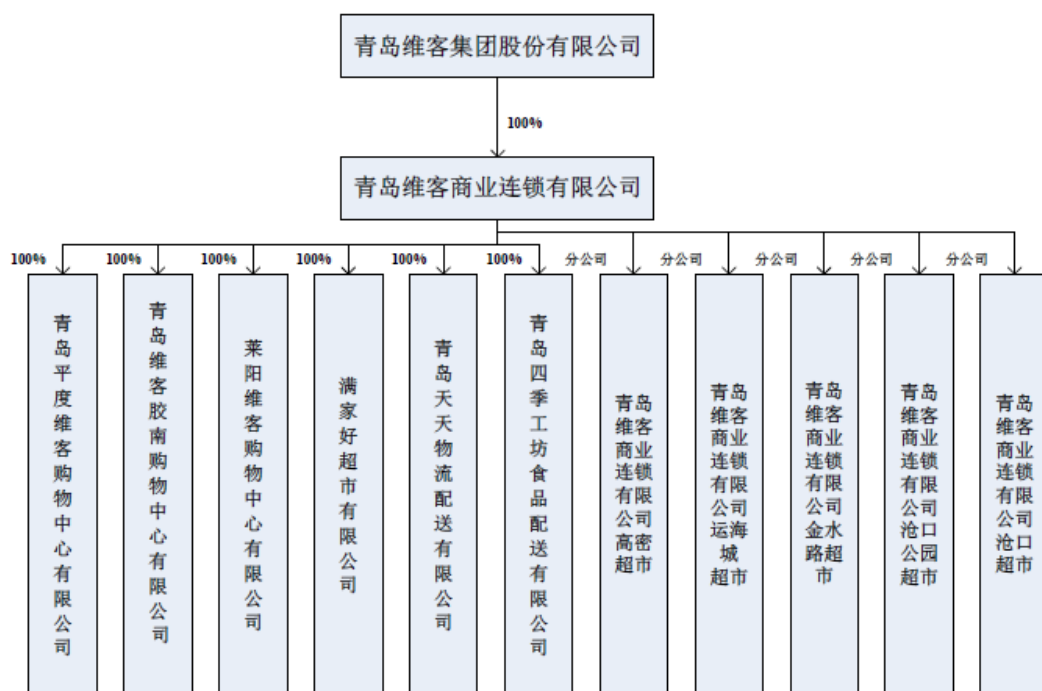 青岛维客集团股份有限公司
100%
青岛维客商业连锁有限公司
100%
100%
100%
100%
100%
100%
分公司
分公司
分公司
分公司
分公司
青岛平度维客购物中心有限公司
青岛维客胶南购物中心有限公司
莱阳维客购物中心有限公司
满家好超市有限公司
青岛天天物流配送有限公司
青岛四季工坊食品配送有限公司
青岛
维客
商业
连锁
有限
公司
高密
超市
青岛
维客
商业
连锁
有限
公司
运海
城
超市
青岛
维客
商业
连锁
有限
公司
金水
路超
市
青岛
维客
商业
连锁
有限
公司
沧口
公园
超市
青岛
维客
商业
连锁
有限
公司
沧口
超市